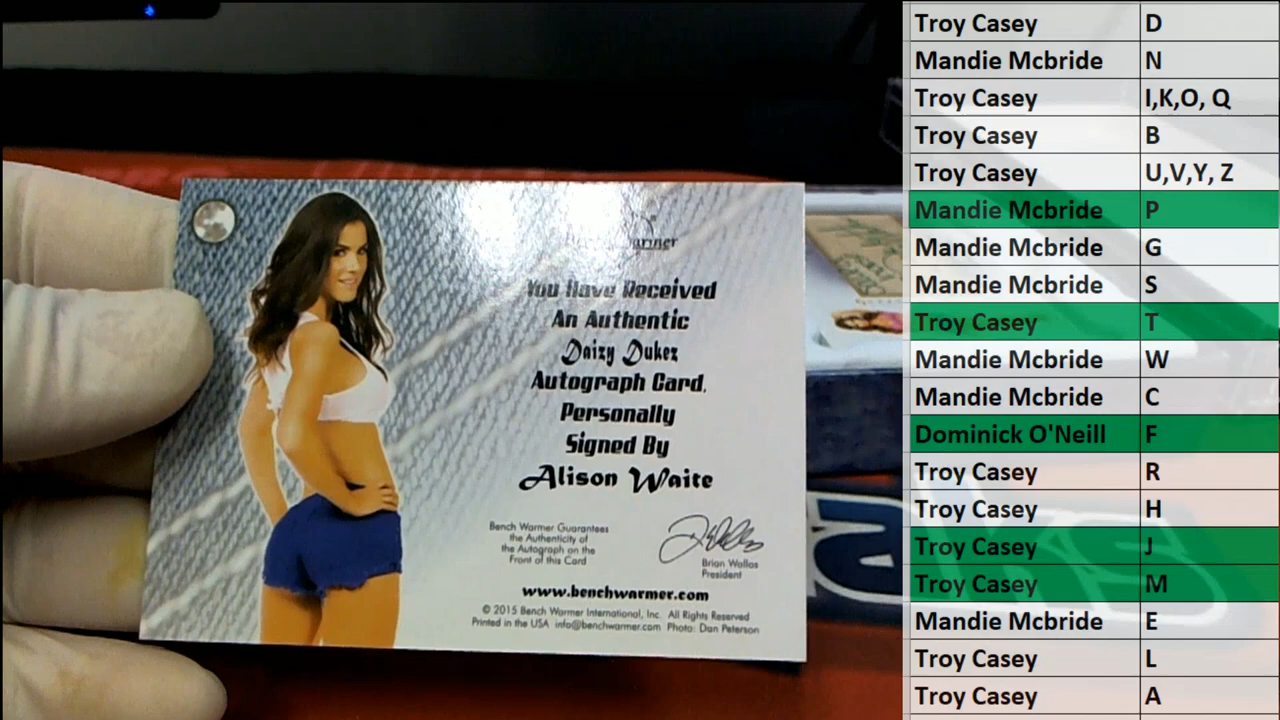 You Have Received
An Authentic
Daizy Dukez
Autograph Card,
Personally
Signed By
Alison Waite
Bench Warmer Guarantees
the Authenticity of
the Autograph on the
Front of this Card
Brian Wallos
President
www.benchwarmer.com
© 2015 Bench Warmer International, Inc. All Rights Reserved
Printed in the USA info@benchwarmer.com Photo: Dan Peterson
Troy Casey D
Mandie Mcbride N
Troy Casey I,K,O, Q
Troy Casey B
Troy Casey U,V,Y, Z
Mandie Mcbride P
Mandie Mcbride G
Mandie Mcbride S
Troy Casey T
Mandie Mcbride W
Mandie Mcbride C
Dominick O'Neill F
Troy Casey R
Troy Casey H
Troy Casey J
Troy Casey M
Mandie Mcbride E
Troy Casey L
Troy Casey A